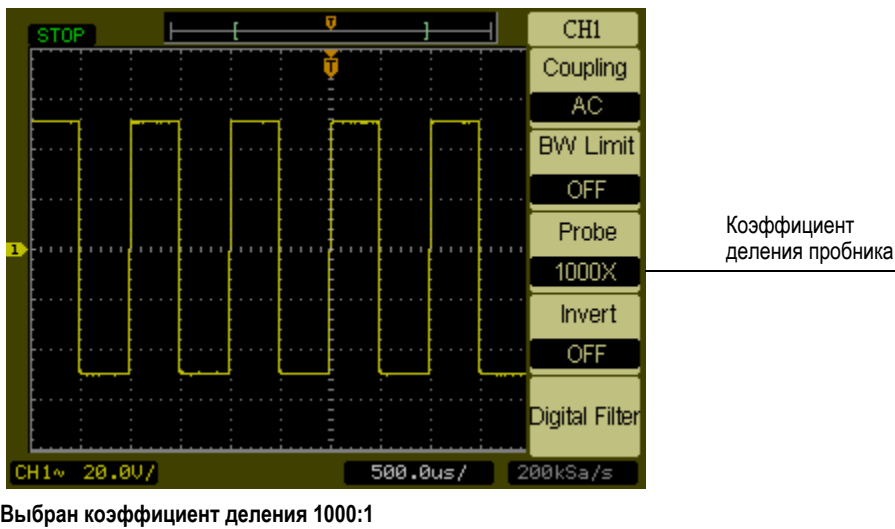 STOP
T
T
CH1
Coupling
AC
BW Limit
OFF
Probe
1000X
Invert
OFF
Digital Filter
1
CH1~ 20.0V/
500.0us/
200kSa/s
Коэффициент
деления пробника
Выбран коэффициент деления 1000:1